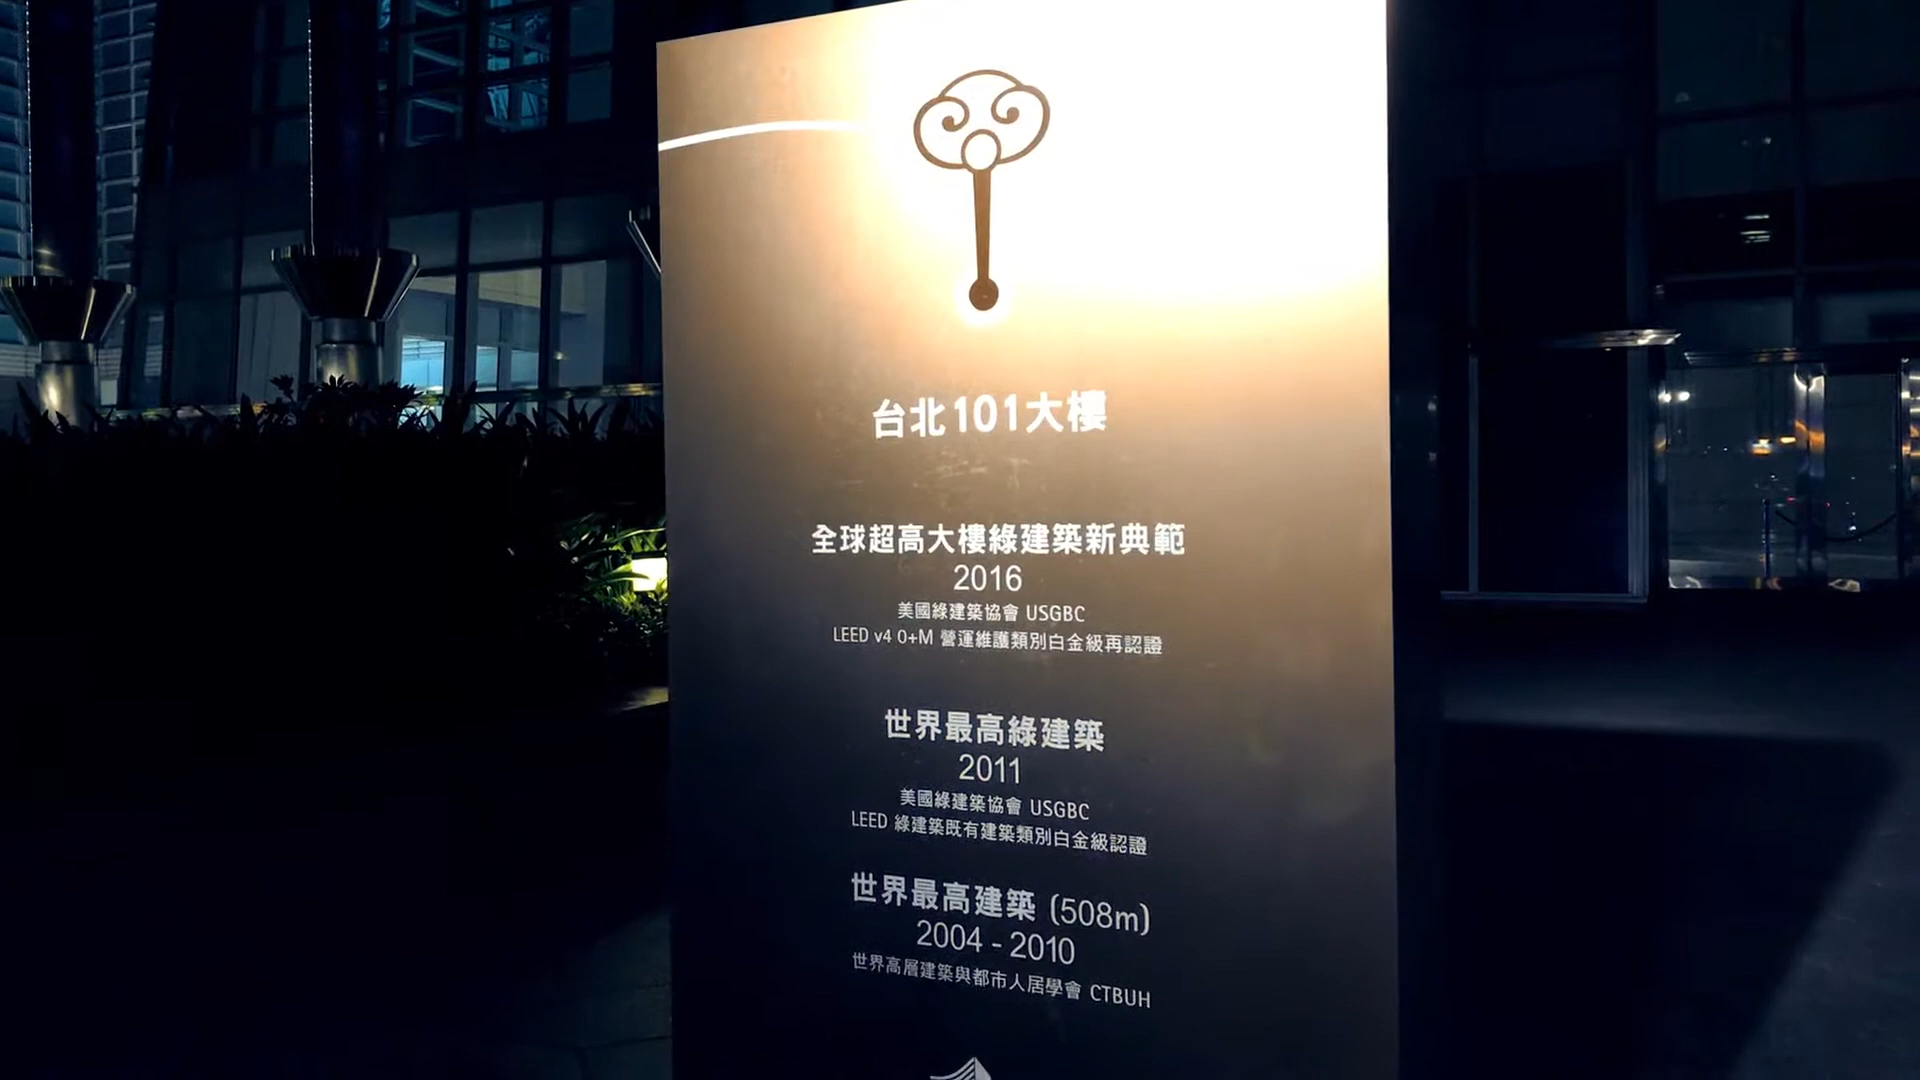 台北101大樓
全球超高大樓綠建築新典範
2016
美國綠建築協會 USGBC
LEED v4 O+M 營運維護類別白金級再認證
世界最高綠建築
2011
美國綠建築協會 USGBC
LEED 綠建築既有建築類別白金級認證
世界最高建築 (508m)
2004 - 2010
世界高層建築與都市人居學會 CTBUH